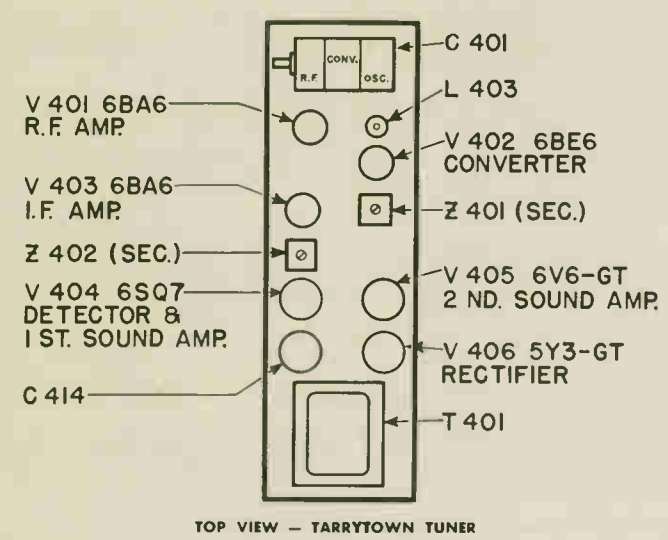 C 401
R.F.
CONV.
OSC.
L 403
V 401 6BA6
R.F. AMP.
V 402 6BE6
CONVERTER
V 403 6BA6
I.F. AMP.
Z 401 (SEC.)
Z 402 (SEC.)
V 404 6SQ7
DETECTOR &
1 ST. SOUND AMP.
V 405 6V6-GT
2 ND. SOUND AMP.
V 406 5Y3-GT
RECTIFIER
C 414
T 401
TOP VIEW — TARRYTOWN TUNER